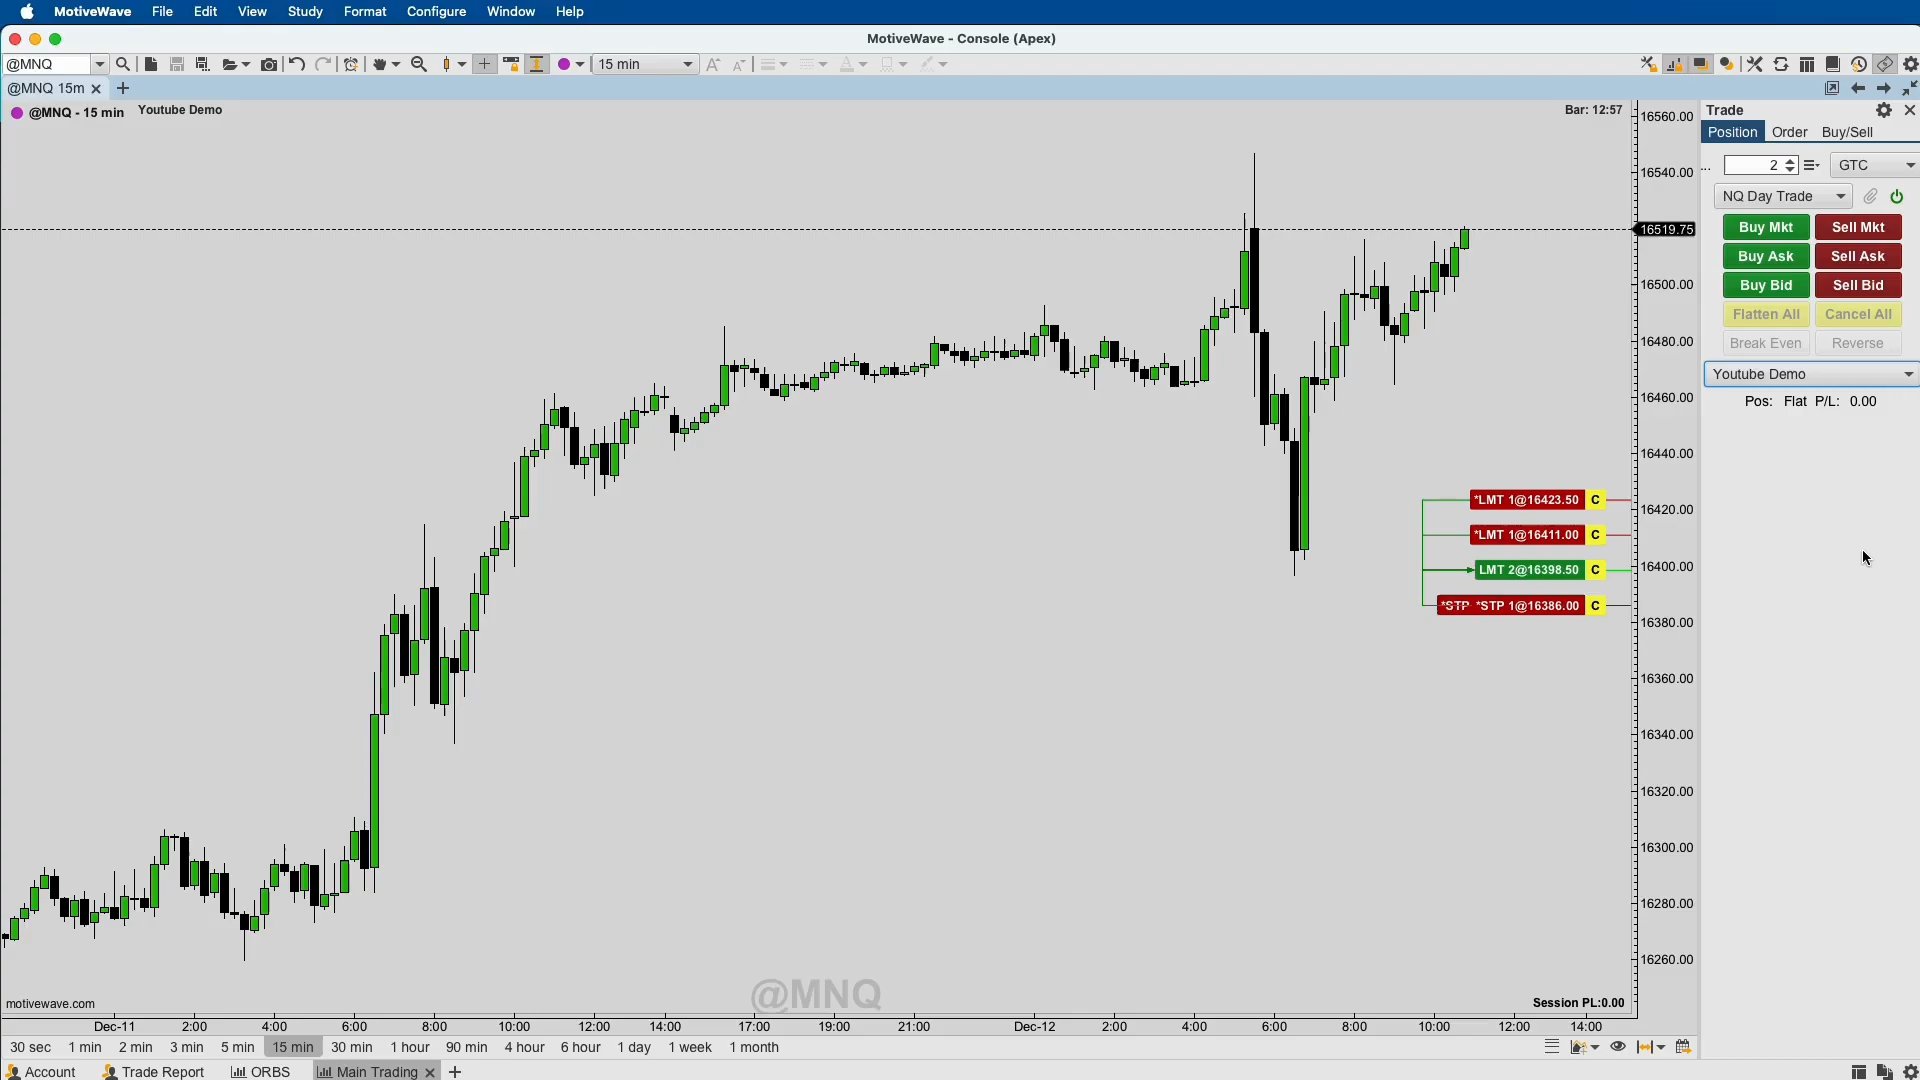 MotiveWave File Edit View Study Format Configure Window Help
MotiveWave - Console (Apex)
@MNQ 15 min
@MNQ 15m
@MNQ - 15 min Youtube Demo Bar: 12:57
Trade
Position Order Buy/Sell
... 2 GTC
NQ Day Trade
Buy Mkt Sell Mkt
Buy Ask Sell Ask
Buy Bid Sell Bid
Flatten All Cancel All
Break Even Reverse
Youtube Demo
Pos: Flat P/L: 0.00
16560.00
16540.00
16519.75
16500.00
16480.00
16460.00
16440.00
16420.00
16400.00
16380.00
16360.00
16340.00
16320.00
16300.00
16280.00
16260.00
*LMT 1@16423.50 C
*LMT 1@16411.00 C
LMT 2@16398.50 C
*STP *STP 1@16386.00 C
@MNQ
motivewave.com Session PL:0.00
Dec-11 2:00 4:00 6:00 8:00 10:00 12:00 14:00 17:00 19:00 21:00 Dec-12 2:00 4:00 6:00 8:00 10:00 12:00 14:00
30 sec 1 min 2 min 3 min 5 min 15 min 30 min 1 hour 90 min 4 hour 6 hour 1 day 1 week 1 month
Account Trade Report ORBS Main Trading